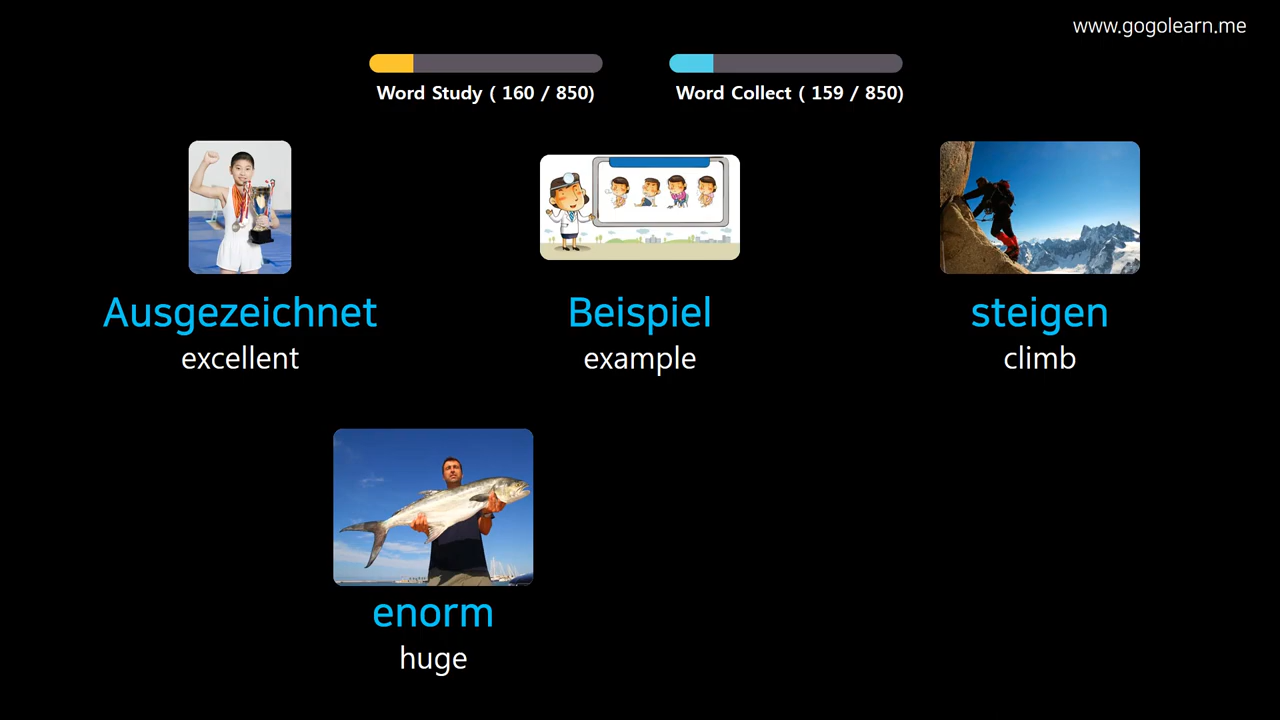 www.gogolearn.me
Word Study ( 160 / 850)
Word Collect ( 159 / 850)
Ausgezeichnet
excellent
Beispiel
example
steigen
climb
enorm
huge